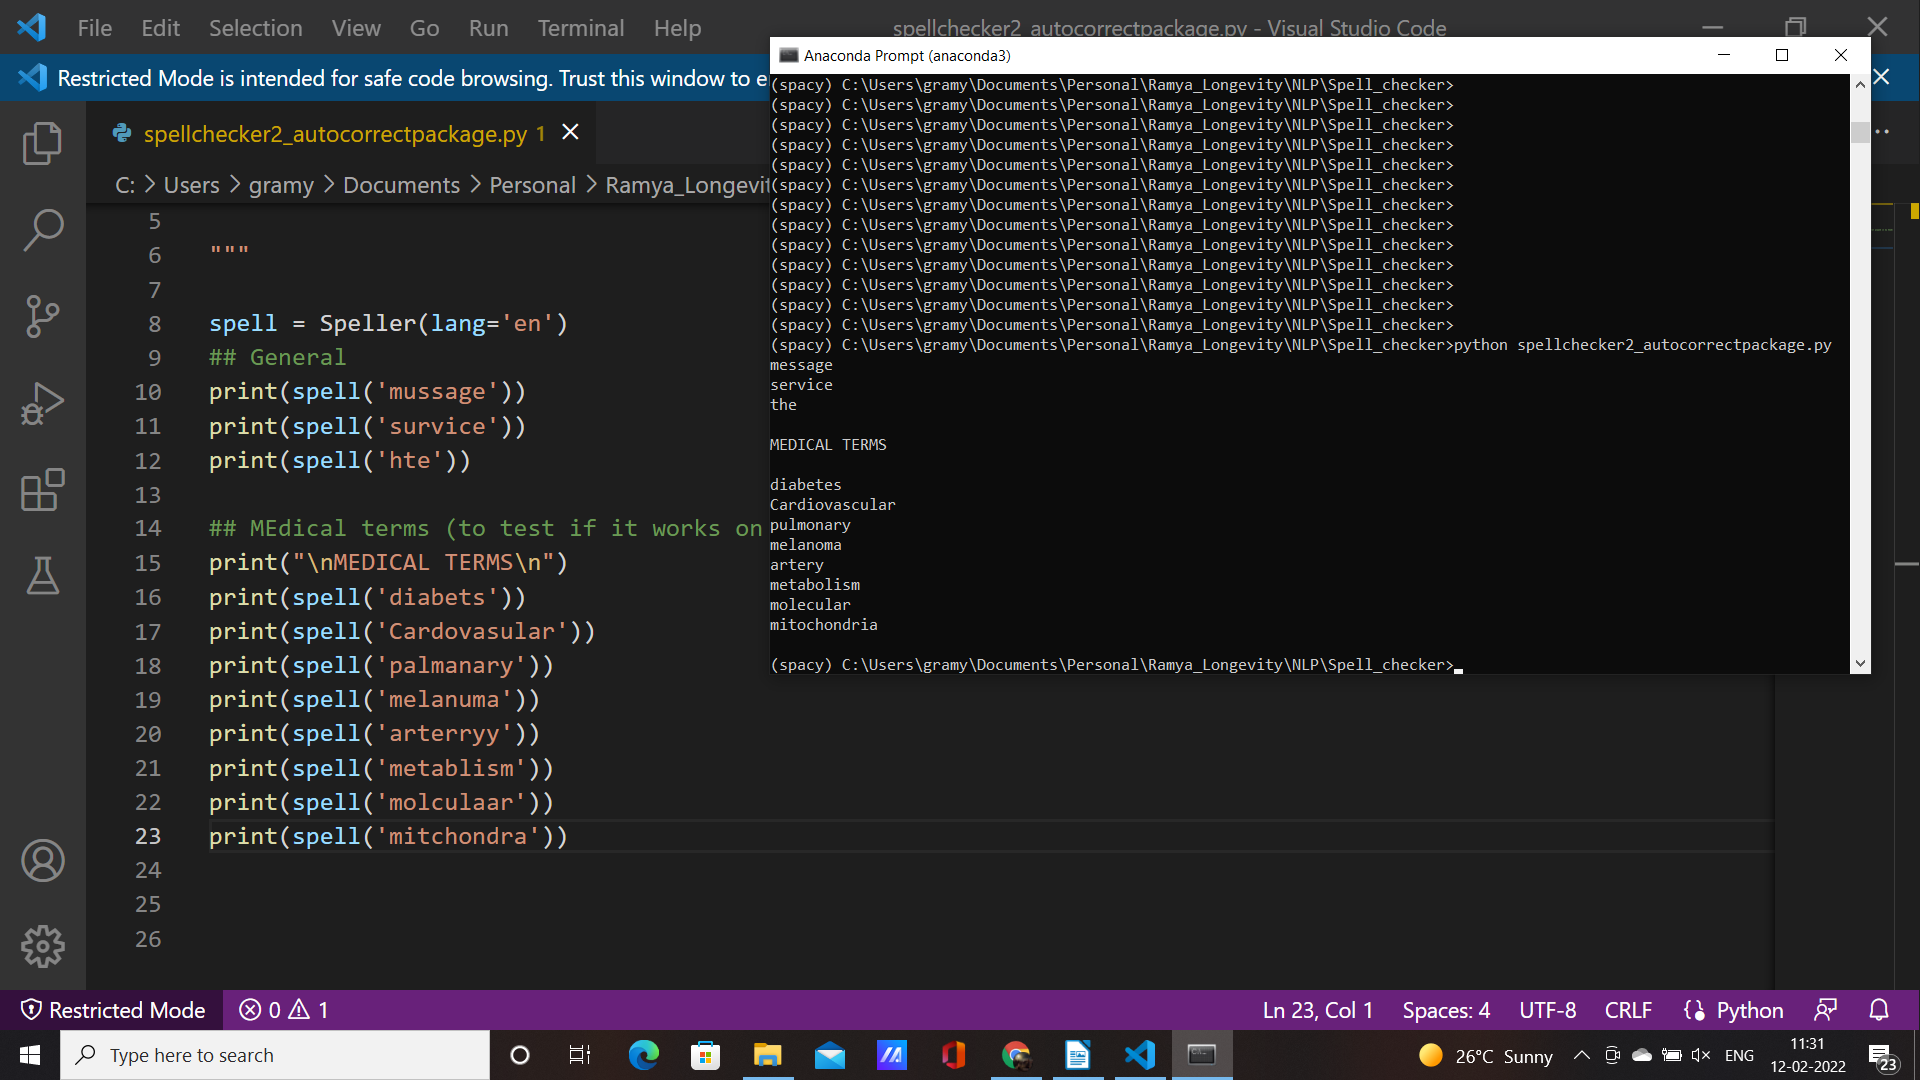 File Edit Selection View Go Run Terminal Help
spellchecker2_autocorrectpackage.py - Visual Studio Code
Restricted Mode is intended for safe code browsing. Trust this window to
spellchecker2_autocorrectpackage.py 1
C: > Users > gramy > Documents > Personal > Ramya_Longevit
5
6 """
7
8 spell = Speller(lang='en')
9 ## General
10 print(spell('mussage'))
11 print(spell('survice'))
12 print(spell('hte'))
13
14 ## MEdical terms (to test if it works on
15 print("\nMEDICAL TERMS\n")
16 print(spell('diabets'))
17 print(spell('Cardovasular'))
18 print(spell('palmanary'))
19 print(spell('melanuma'))
20 print(spell('arterryy'))
21 print(spell('metablism'))
22 print(spell('molculaar'))
23 print(spell('mitchondra'))
24
25
26
Anaconda Prompt (anaconda3)
(spacy) C:\Users\gramy\Documents\Personal\Ramya_Longevity\NLP\Spell_checker>
(spacy) C:\Users\gramy\Documents\Personal\Ramya_Longevity\NLP\Spell_checker>
(spacy) C:\Users\gramy\Documents\Personal\Ramya_Longevity\NLP\Spell_checker>
(spacy) C:\Users\gramy\Documents\Personal\Ramya_Longevity\NLP\Spell_checker>
(spacy) C:\Users\gramy\Documents\Personal\Ramya_Longevity\NLP\Spell_checker>
(spacy) C:\Users\gramy\Documents\Personal\Ramya_Longevity\NLP\Spell_checker>
(spacy) C:\Users\gramy\Documents\Personal\Ramya_Longevity\NLP\Spell_checker>
(spacy) C:\Users\gramy\Documents\Personal\Ramya_Longevity\NLP\Spell_checker>
(spacy) C:\Users\gramy\Documents\Personal\Ramya_Longevity\NLP\Spell_checker>
(spacy) C:\Users\gramy\Documents\Personal\Ramya_Longevity\NLP\Spell_checker>
(spacy) C:\Users\gramy\Documents\Personal\Ramya_Longevity\NLP\Spell_checker>
(spacy) C:\Users\gramy\Documents\Personal\Ramya_Longevity\NLP\Spell_checker>
(spacy) C:\Users\gramy\Documents\Personal\Ramya_Longevity\NLP\Spell_checker>
(spacy) C:\Users\gramy\Documents\Personal\Ramya_Longevity\NLP\Spell_checker>python spellchecker2_autocorrectpackage.py
message
service
the
MEDICAL TERMS
diabetes
Cardiovascular
pulmonary
melanoma
artery
metabolism
molecular
mitochondria
(spacy) C:\Users\gramy\Documents\Personal\Ramya_Longevity\NLP\Spell_checker>
Restricted Mode 0 1
Ln 23, Col 1 Spaces: 4 UTF-8 CRLF Python
Type here to search
26°C Sunny ENG 11:31
12-02-2022 23